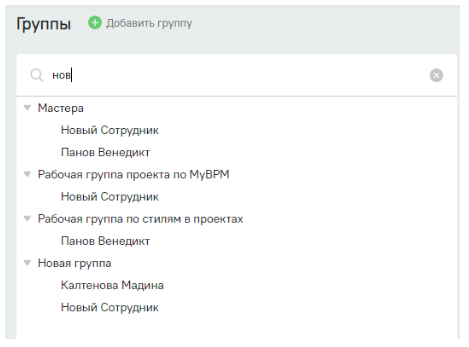 Группы Добавить группу
нов
Мастера
Новый Сотрудник
Панов Венедикт
Рабочая группа проекта по МуВРМ
Новый Сотрудник
Рабочая группа по стилям в проектах
Панов Венедикт
Новая группа
Калтенова Мадина
Новый Сотрудник